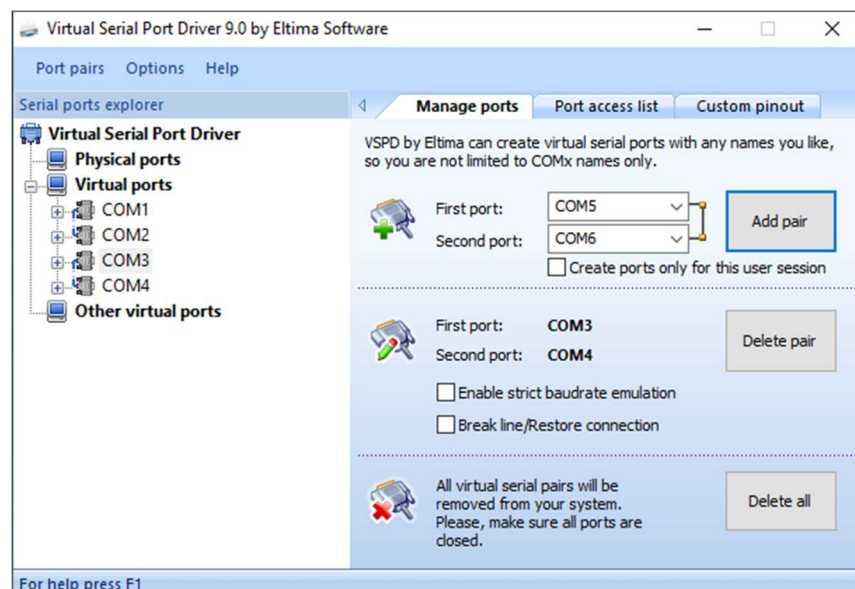 Virtual Serial Port Driver 9.0 by Eltima Software
Port pairs Options Help
Serial ports explorer
Virtual Serial Port Driver
Physical ports
Virtual ports
COM1
COM2
COM3
COM4
Other virtual ports
Manage ports Port access list Custom pinout
VSPD by Eltima can create virtual serial ports with any names you like,
so you are not limited to COMx names only.
First port: COM5
Second port: COM6
Add pair
Create ports only for this user session
First port: COM3
Second port: COM4
Delete pair
Enable strict baudrate emulation
Break line/Restore connection
All virtual serial pairs will be
removed from your system.
Please, make sure all ports are
closed.
Delete all
For help press F1